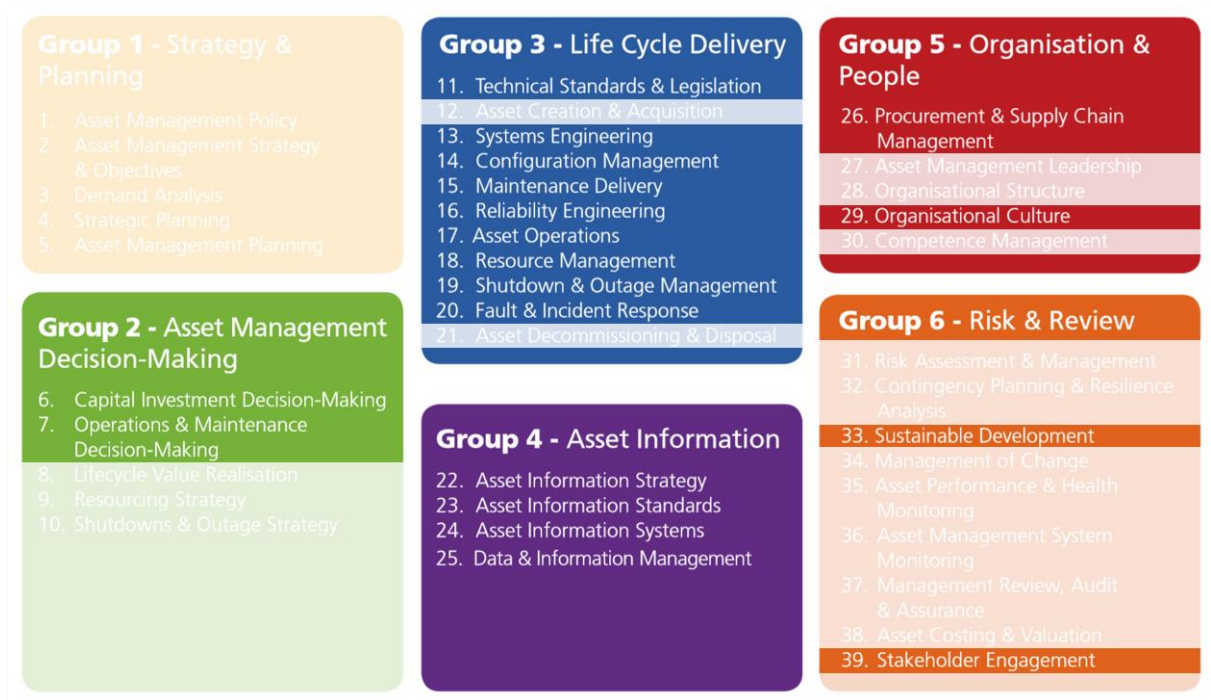 Group 1 - Strategy &
Planning
1. Asset Management Policy
2. Asset Management Strategy
& Objectives
3. Demand Analysis
4. Strategic Planning
5. Asset Management Planning
Group 2 - Asset Management
Decision-Making
6. Capital Investment Decision-Making
7. Operations & Maintenance
Decision-Making
8. Lifecycle Value Realisation
9. Resourcing Strategy
10. Shutdowns & Outage Strategy
Group 3 - Life Cycle Delivery
11. Technical Standards & Legislation
12. Asset Creation & Acquisition
13. Systems Engineering
14. Configuration Management
15. Maintenance Delivery
16. Reliability Engineering
17. Asset Operations
18. Resource Management
19. Shutdown & Outage Management
20. Fault & Incident Response
21. Asset Decommissioning & Disposal
Group 4 - Asset Information
22. Asset Information Strategy
23. Asset Information Standards
24. Asset Information Systems
25. Data & Information Management
Group 5 - Organisation &
People
26. Procurement & Supply Chain
Management
27. Asset Management Leadership
28. Organisational Structure
29. Organisational Culture
30. Competence Management
Group 6 - Risk & Review
31. Risk Assessment & Management
32. Contingency Planning & Resilience
Analysis
33. Sustainable Development
34. Management of Change
35. Asset Performance & Health
Monitoring
36. Asset Management System
Monitoring
37. Management Review, Audit
& Assurance
38. Asset Costing & Valuation
39. Stakeholder Engagement